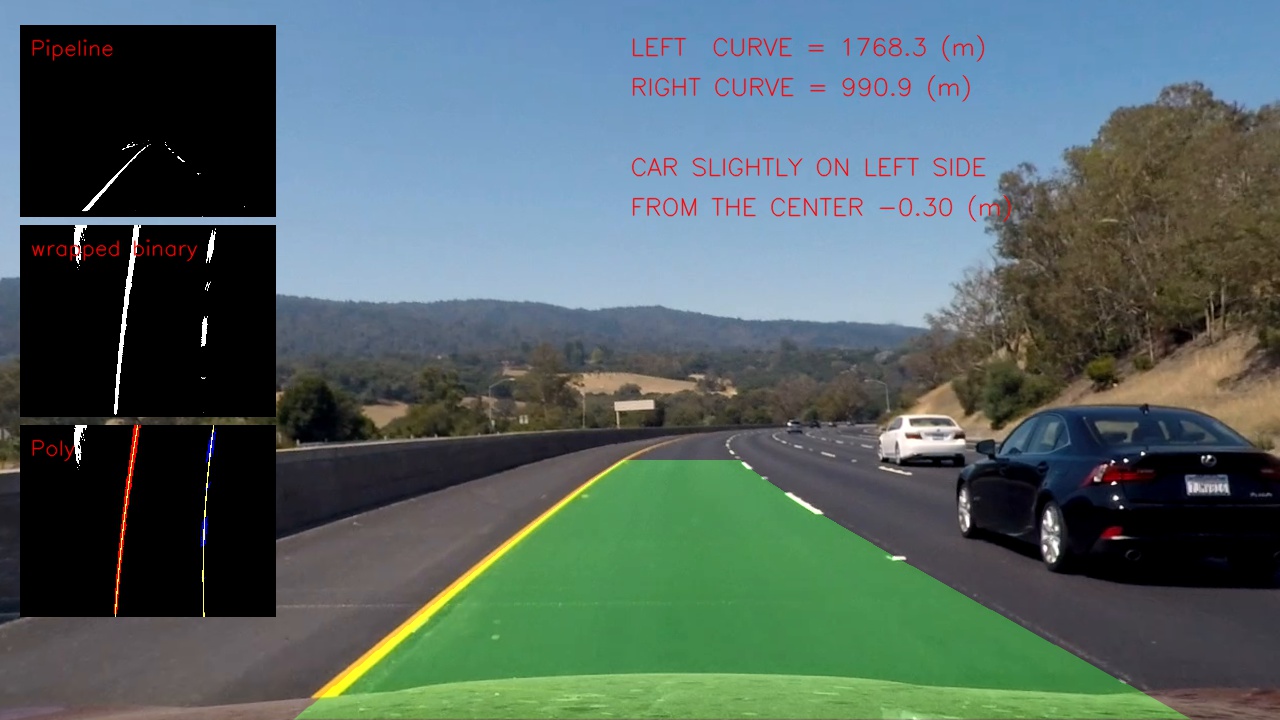 Pipeline
wrapped binary
Poly
LEFT CURVE = 1768.3 (m)
RIGHT CURVE = 990.9 (m)
CAR SLIGHTLY ON LEFT SIDE
FROM THE CENTER -0.30 (m)